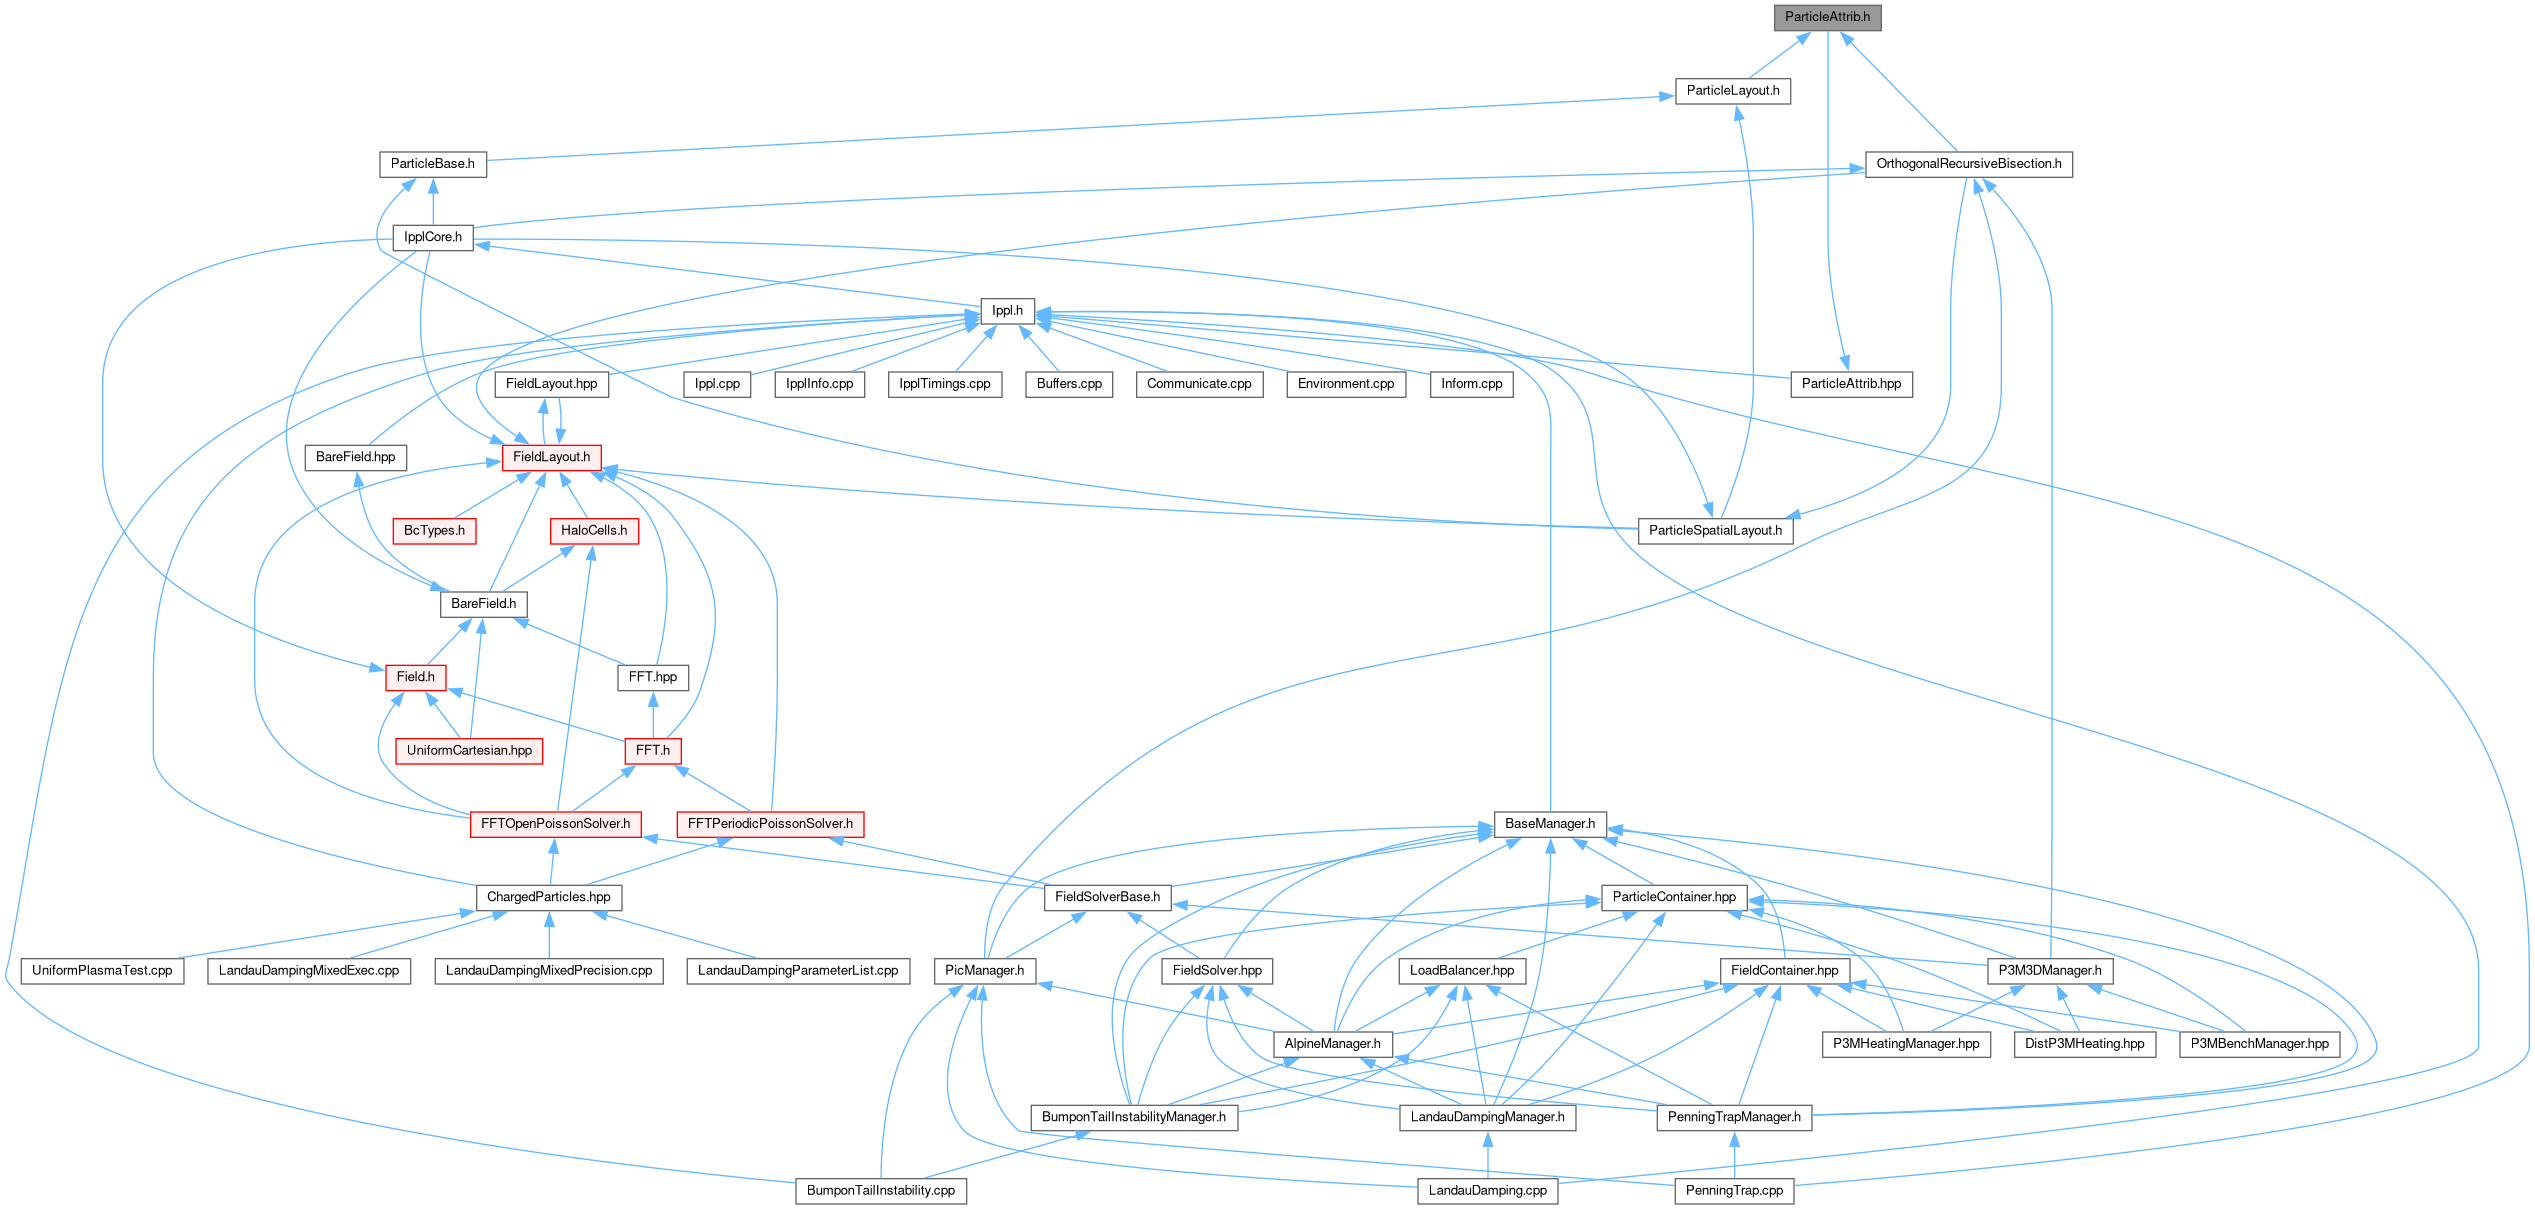 ParticleAttrib.h
ParticleLayout.h
ParticleBase.h
OrthogonalRecursiveBisection.h
IpplCore.h
Ippl.h
FieldLayout.hpp
Ippl.cpp
IpplInfo.cpp
IpplTimings.cpp
Buffers.cpp
Communicate.cpp
Environment.cpp
Inform.cpp
ParticleAttrib.hpp
BareField.hpp
FieldLayout.h
BcTypes.h
HaloCells.h
ParticleSpatialLayout.h
BareField.h
Field.h
FFT.hpp
UniformCartesian.hpp
FFT.h
FFTOpenPoissonSolver.h
FFTPeriodicPoissonSolver.h
BaseManager.h
ChargedParticles.hpp
FieldSolverBase.h
ParticleContainer.hpp
UniformPlasmaTest.cpp
LandauDampingMixedExec.cpp
LandauDampingMixedPrecision.cpp
LandauDampingParameterList.cpp
PicManager.h
FieldSolver.hpp
LoadBalancer.hpp
FieldContainer.hpp
P3M3DManager.h
AlpineManager.h
P3MHeatingManager.hpp
DistP3MHeating.hpp
P3MBenchManager.hpp
BumponTailInstabilityManager.h
LandauDampingManager.h
PenningTrapManager.h
BumponTailInstability.cpp
LandauDamping.cpp
PenningTrap.cpp